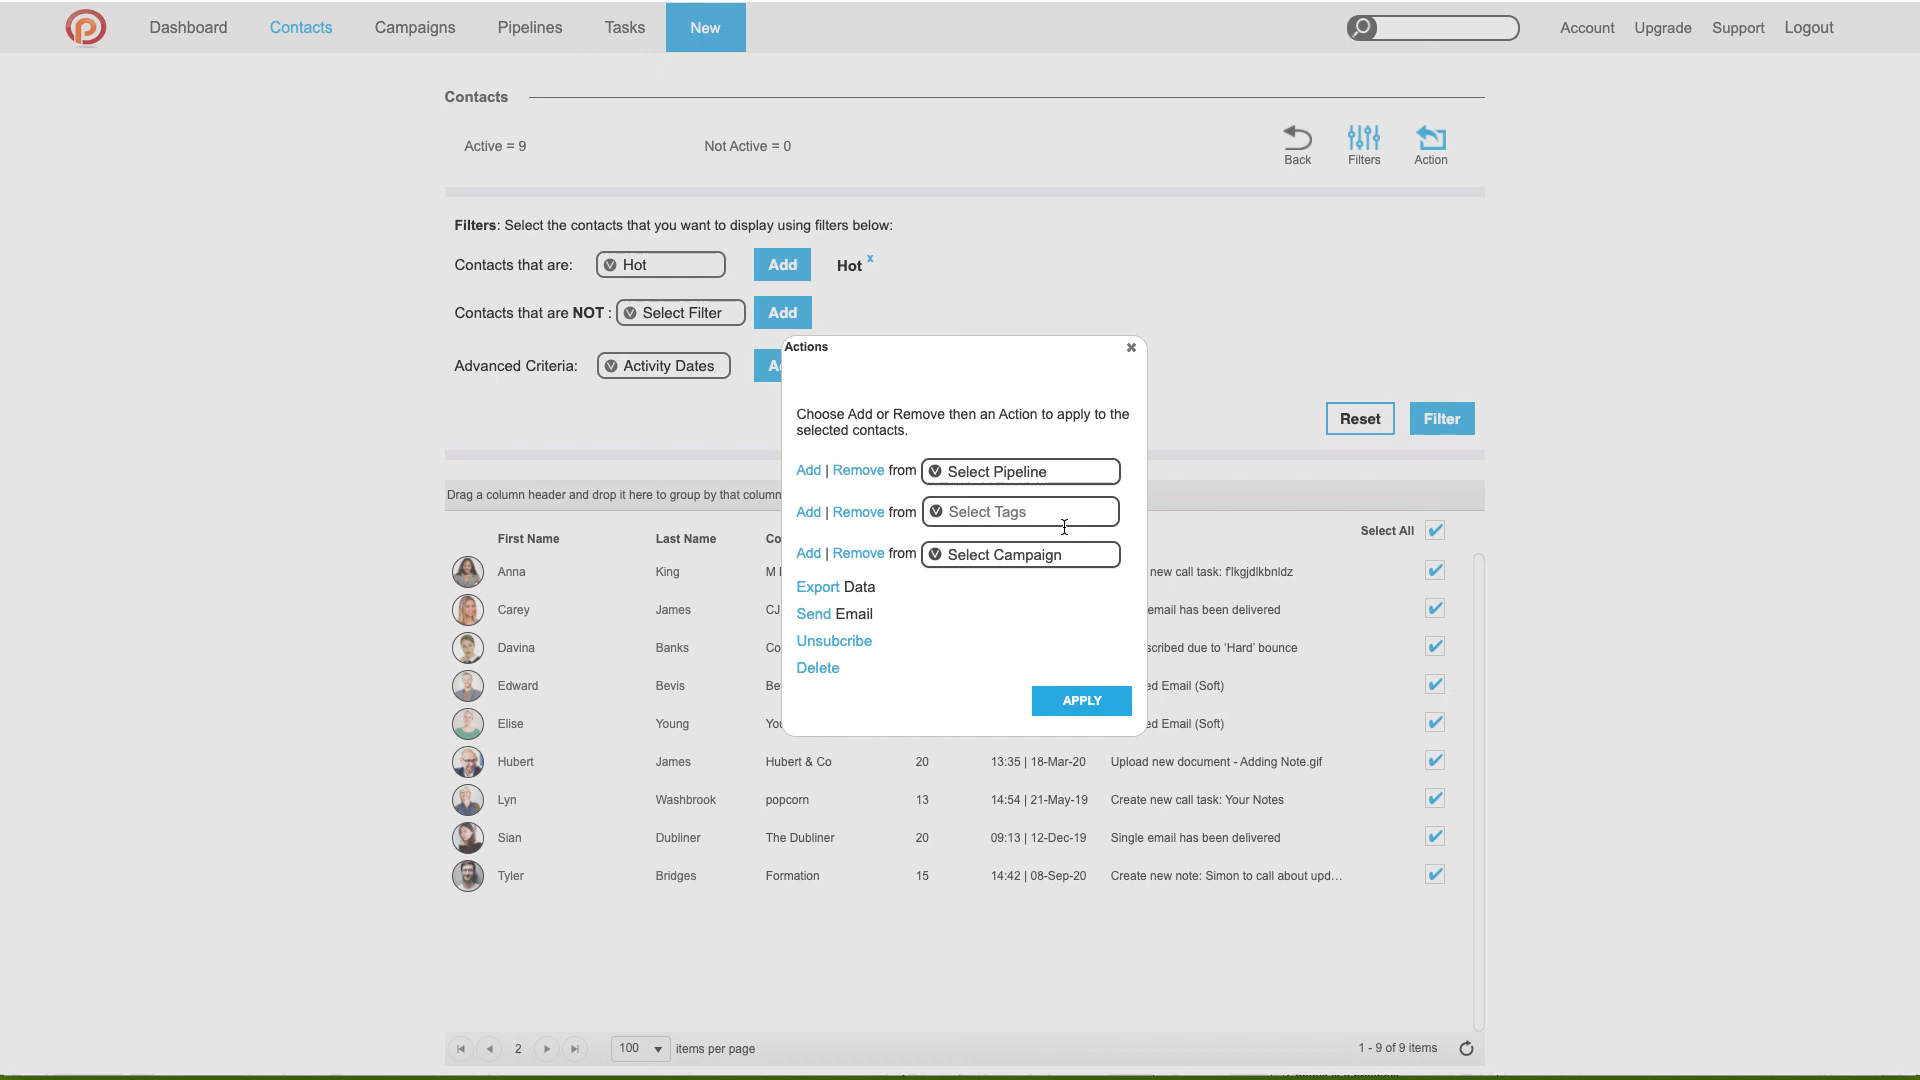 Dashboard Contacts Campaigns Pipelines Tasks New Account Upgrade Support Logout
Contacts
Active = 9 Not Active = 0 Back Filters Action
Filters: Select the contacts that you want to display using filters below:
Contacts that are: Hot Add Hot x
Contacts that are NOT : Select Filter Add
Advanced Criteria: Activity Dates
Reset Filter
Actions
Choose Add or Remove then an Action to apply to the
selected contacts.
Add | Remove from Select Pipeline
Add | Remove from Select Tags
Add | Remove from Select Campaign
Export Data
Send Email
Unsubcribe
Delete
APPLY
Drag a column header and drop it here to group by that column
Select All
First Name Last Name Co
Anna King M new call task: f'lkgjdlkbnldz
Carey James CJ email has been delivered
Davina Banks Co scribed due to 'Hard' bounce
Edward Bevis Be ed Email (Soft)
Elise Young You ed Email (Soft)
Hubert James Hubert & Co 20 13:35 | 18-Mar-20 Upload new document - Adding Note.gif
Lyn Washbrook popcorn 13 14:54 | 21-May-19 Create new call task: Your Notes
Sian Dubliner The Dubliner 20 09:13 | 12-Dec-19 Single email has been delivered
Tyler Bridges Formation 15 14:42 | 08-Sep-20 Create new note: Simon to call about upd...
2 100 items per page 1 - 9 of 9 items